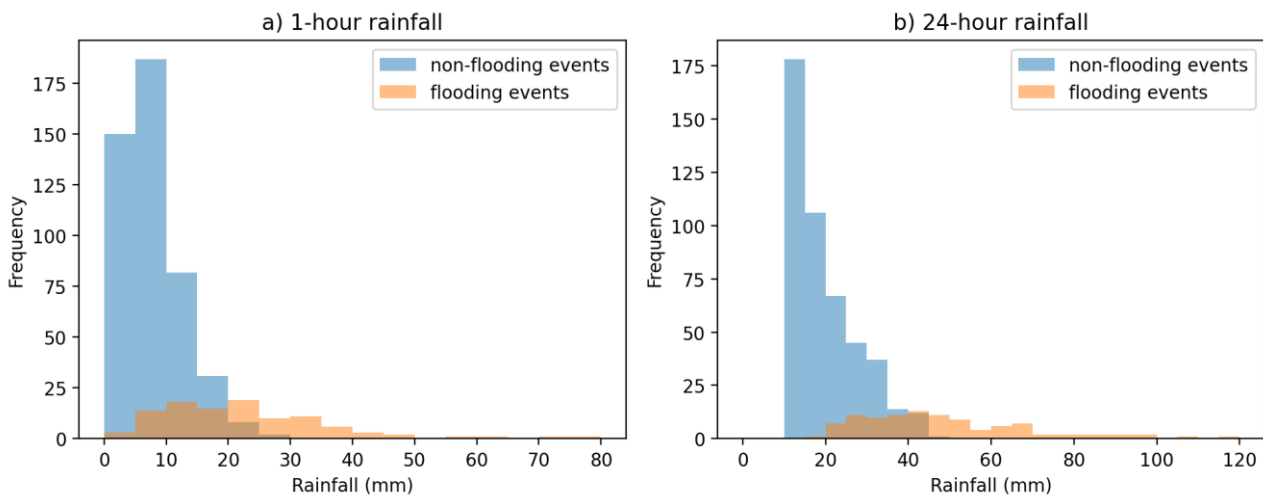 a) 1-hour rainfall
175
150
125
100
75
50
25
0
Frequency
non-flooding events
flooding events
0 10 20 30 40 50 60 70 80
Rainfall (mm)
b) 24-hour rainfall
175
150
125
100
75
50
25
0
Frequency
non-flooding events
flooding events
0 20 40 60 80 100 120
Rainfall (mm)